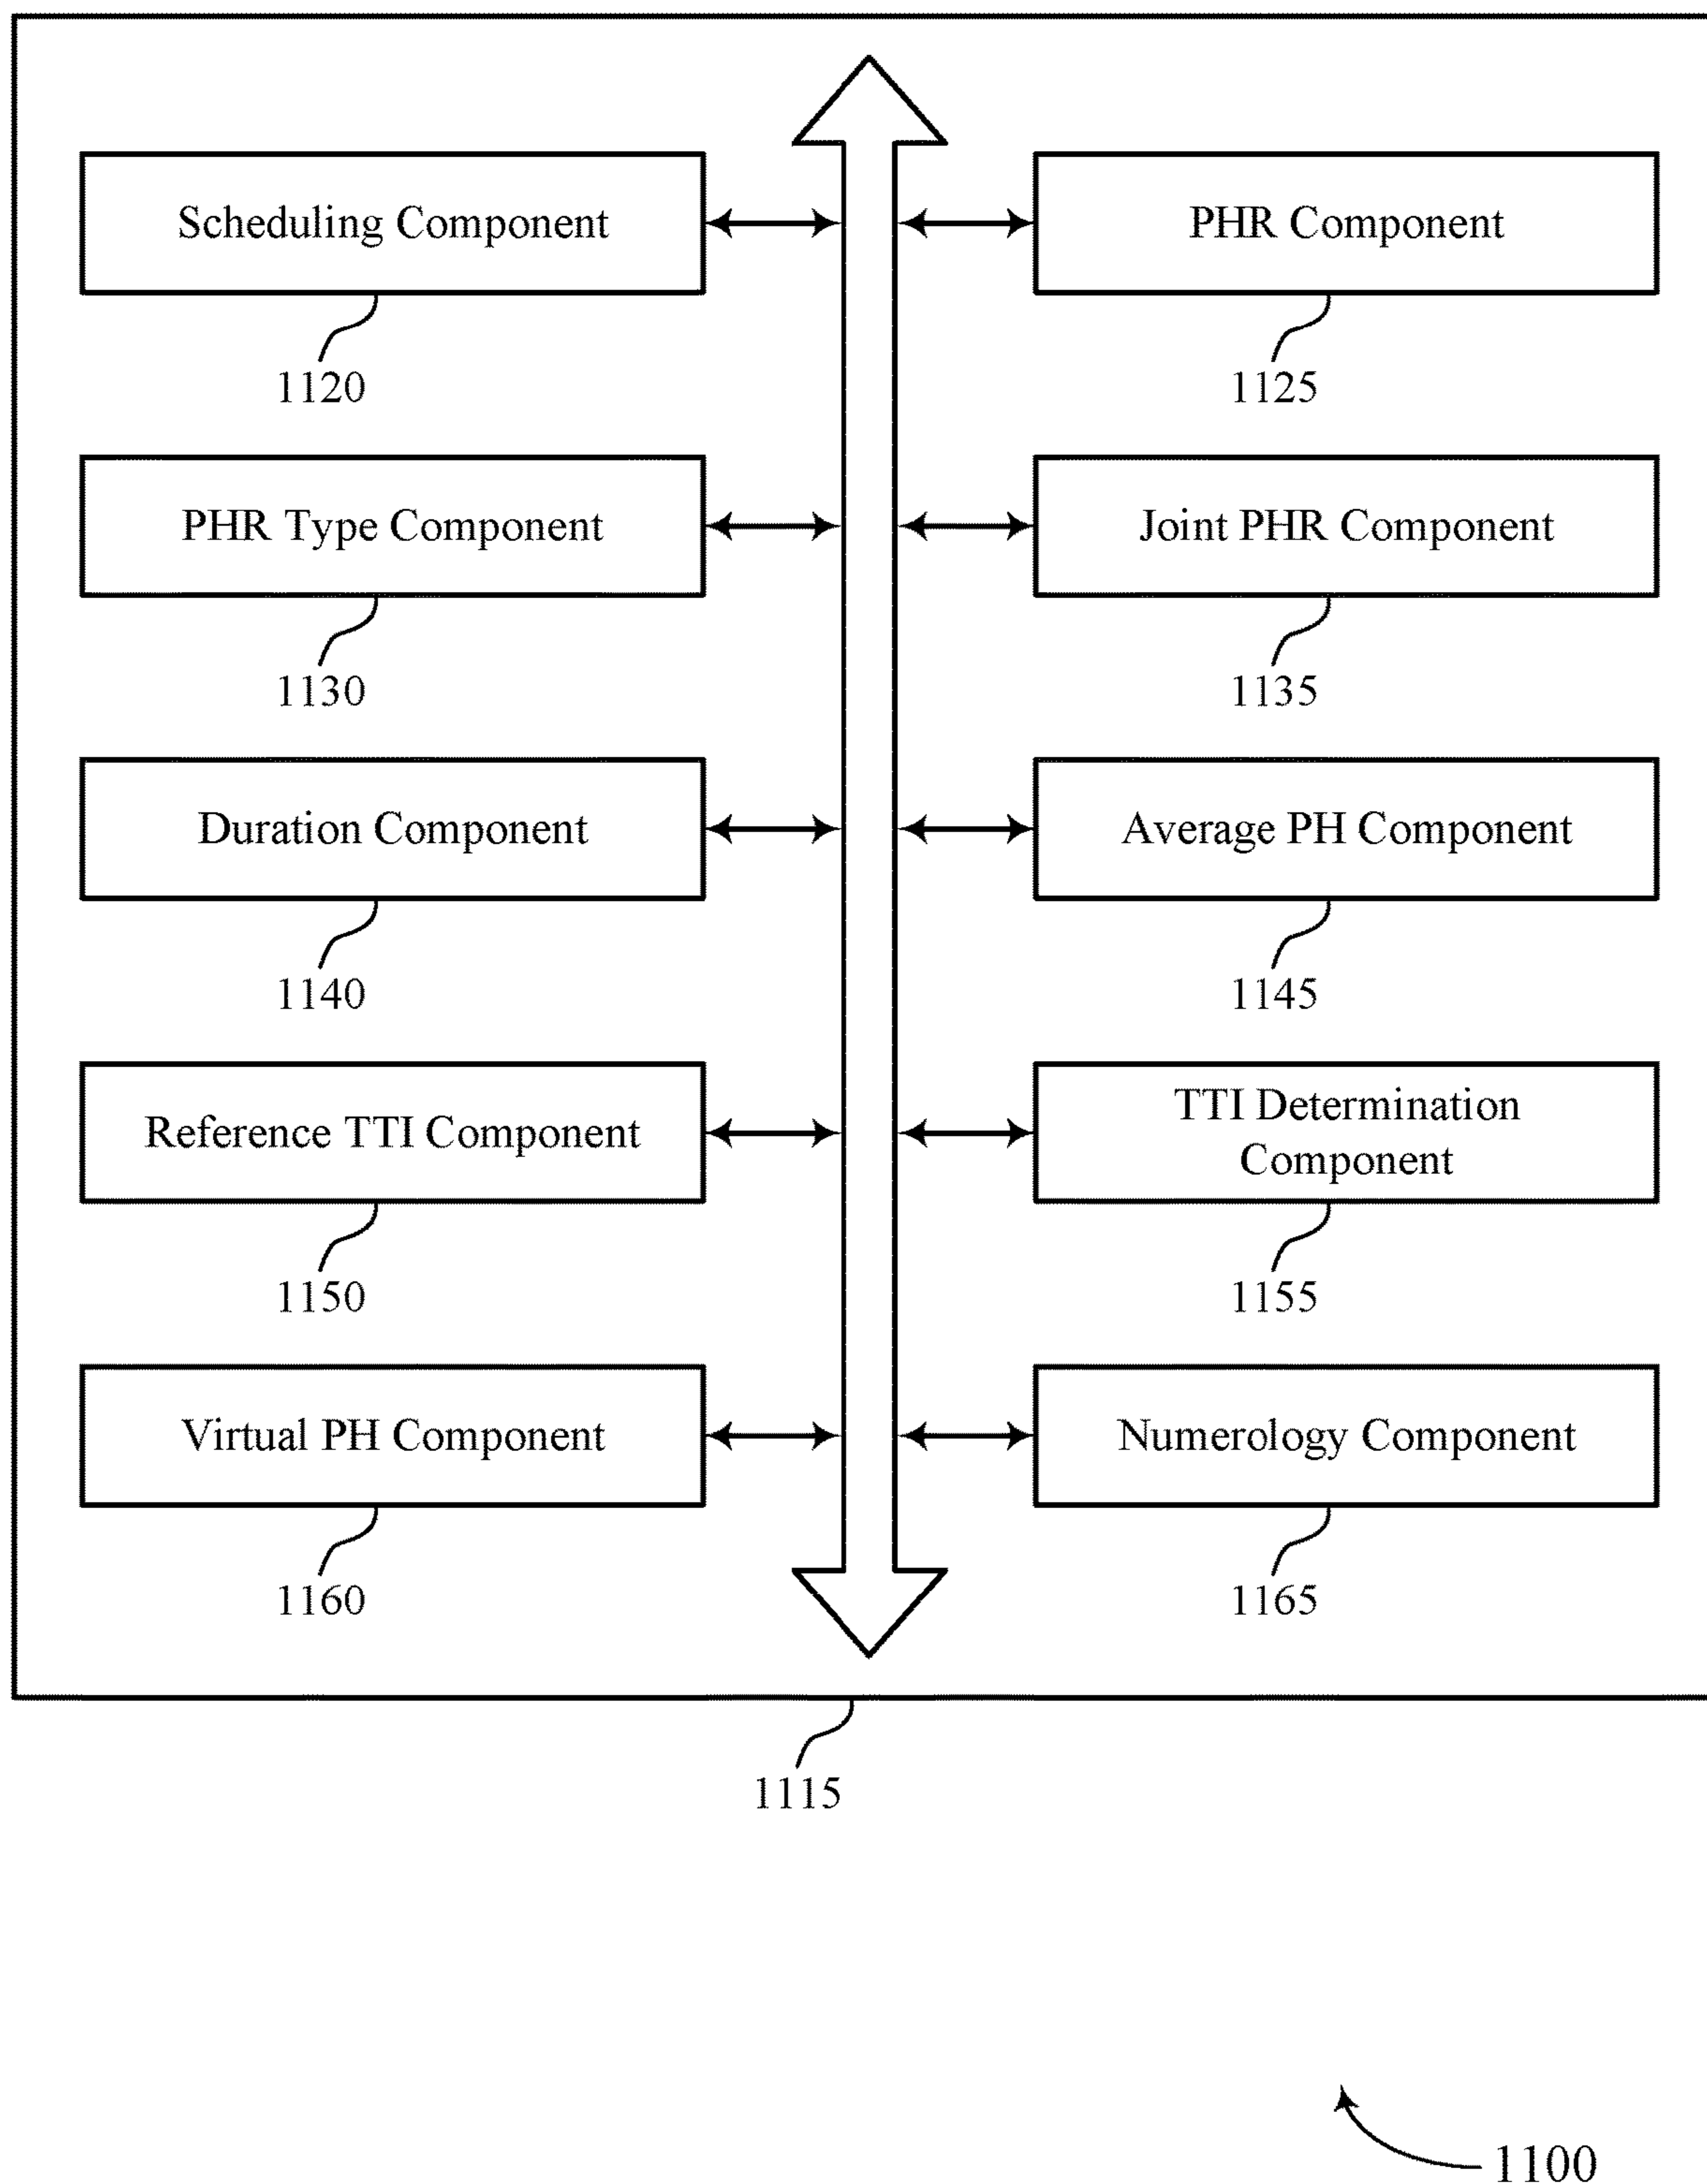 Scheduling Component
PHR Component
1120
1125
PHR Type Component
Joint PHR Component
1130
1135
Duration Component
Average PH Component
1140
1145
Reference TTI Component
TTI Determination
Component
1150
1155
Virtual PH Component
Numerology Component
1160
1165
1115
1100